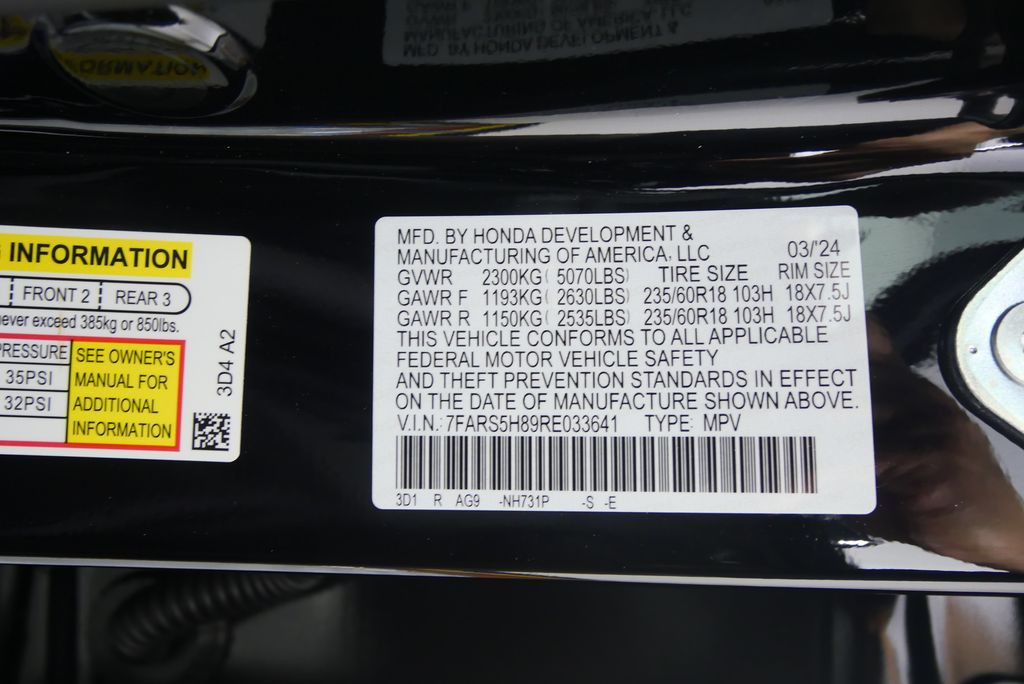 INFORMATION
FRONT 2 REAR 3
never exceed 385kg or 850lbs.
PRESSURE SEE OWNER'S
35PSI MANUAL FOR
32PSI ADDITIONAL
INFORMATION
3D4 A2
MFD. BY HONDA DEVELOPMENT &
MANUFACTURING OF AMERICA, LLC 03/'24
GVWR 2300KG( 5070LBS) TIRE SIZE RIM SIZE
GAWR F 1193KG( 2630LBS) 235/60R18 103H 18X7.5J
GAWR R 1150KG( 2535LBS) 235/60R18 103H 18X7.5J
THIS VEHICLE CONFORMS TO ALL APPLICABLE
FEDERAL MOTOR VEHICLE SAFETY
AND THEFT PREVENTION STANDARDS IN EFFECT
ON THE DATE OF MANUFACTURE SHOWN ABOVE.
V.I.N.:7FARS5H89RE033641 TYPE: MPV
3D1 R AG9 -NH731P -S -E